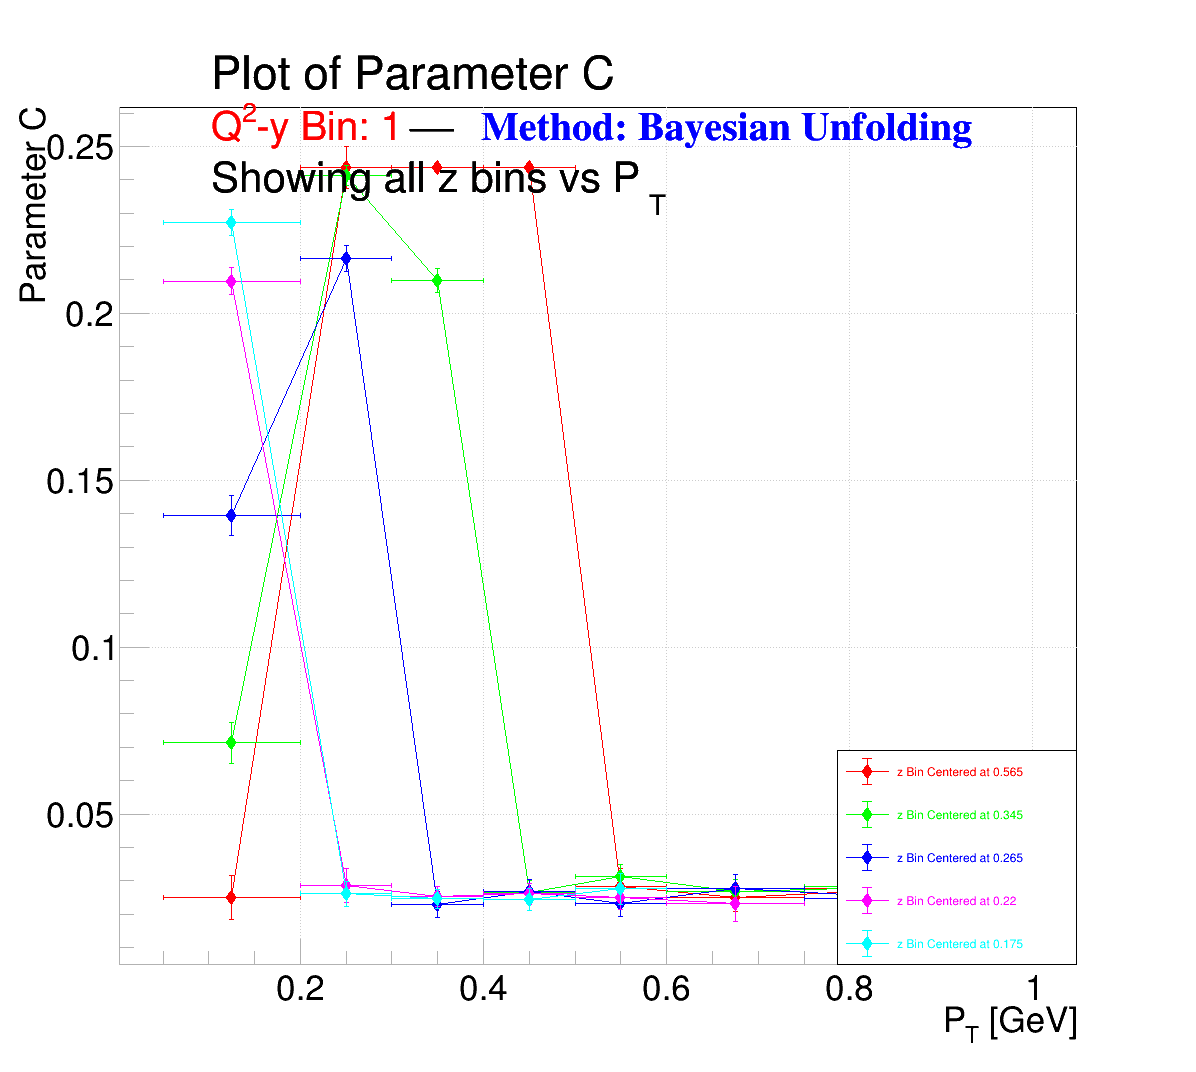 Plot of Parameter C
Q²-y Bin: 1 — Method: Bayesian Unfolding
Showing all z bins vs P_T
Parameter C
0.25
0.2
0.15
0.1
0.05
z Bin Centered at 0.565
z Bin Centered at 0.345
z Bin Centered at 0.265
z Bin Centered at 0.22
z Bin Centered at 0.175
0.2 0.4 0.6 0.8 1
P_T [GeV]